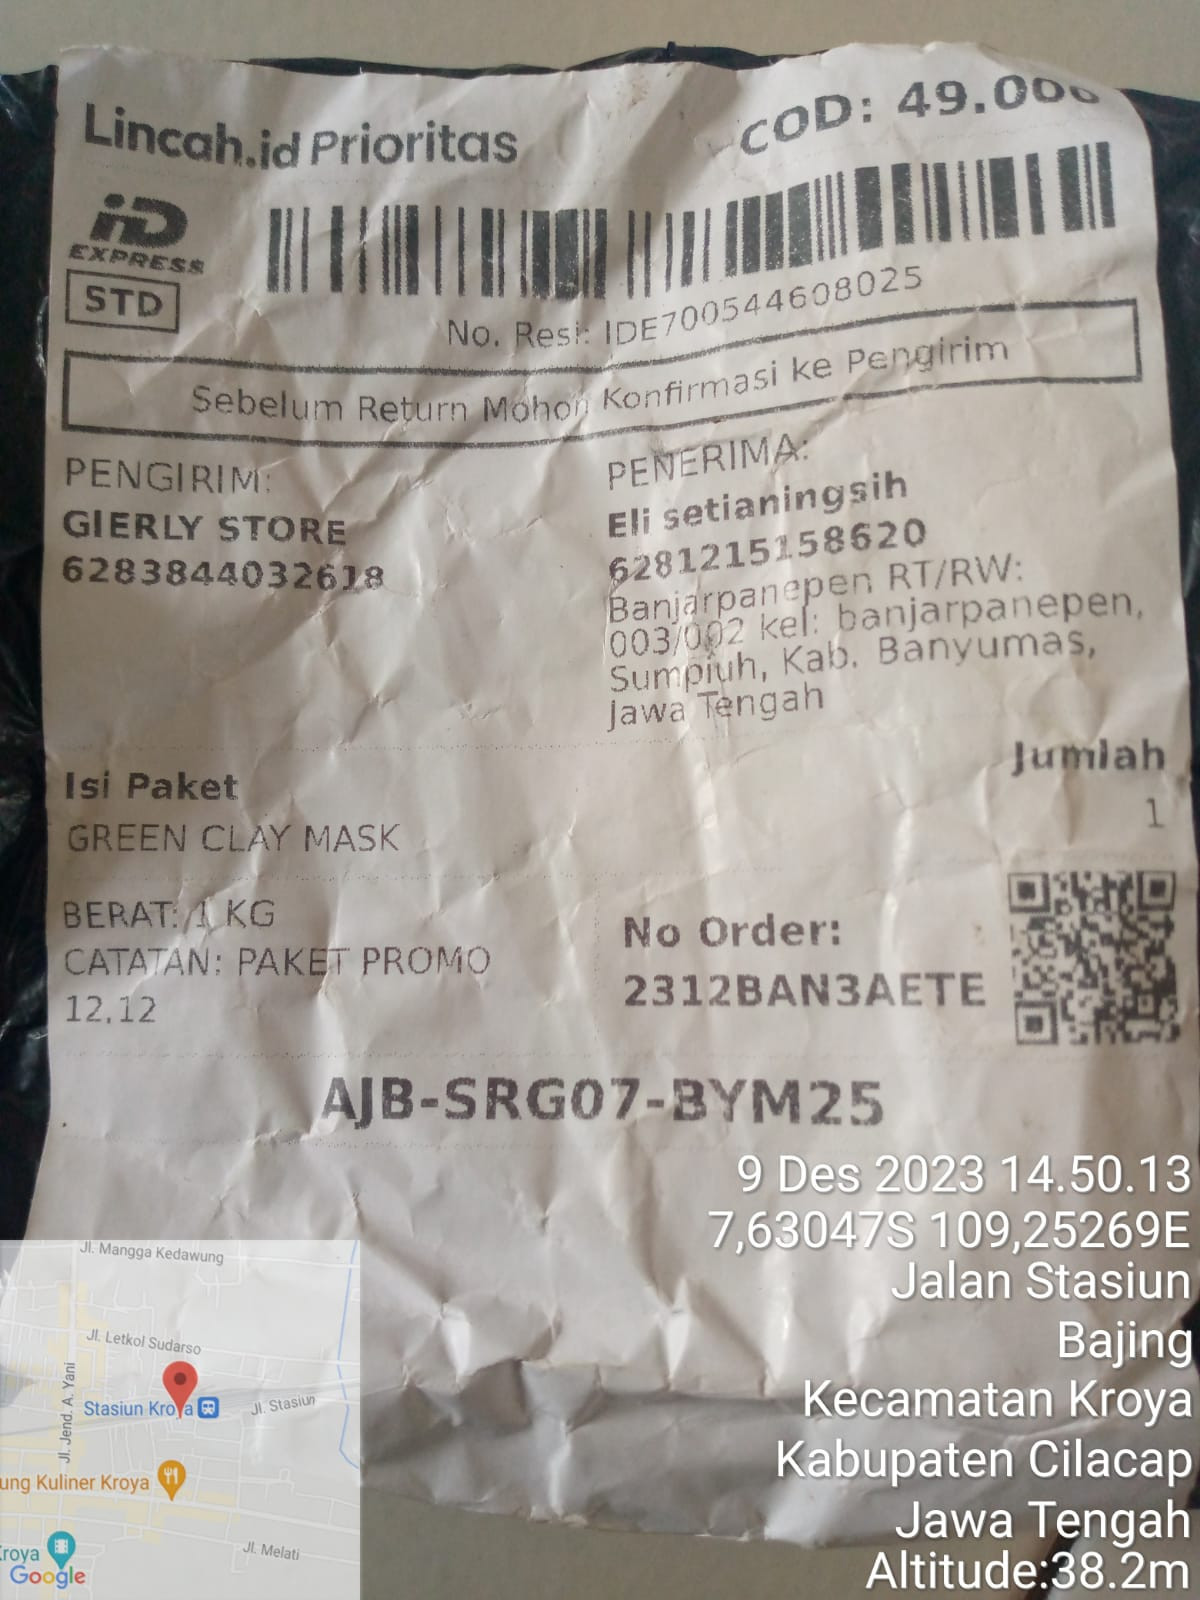 Lincah.id Prioritas
COD: 49.000
iD
EXPRESS
STD
No. Resi: IDE700544608025
Sebelum Return Mohon Konfirmasi ke Pengirim
PENGIRIM:
GIERLY STORE
6283844032618
PENERIMA:
Eli setianingsih
6281215158620
Banjarpanepen RT/RW:
003/002 kel: banjarpanepen,
Sumpiuh, Kab. Banyumas,
Jawa Tengah
Isi Paket
Jumlah
GREEN CLAY MASK
1
BERAT: 1 KG
CATATAN: PAKET PROMO
12.12
No Order:
2312BAN3AETE
AJB-SRG07-BYM25
9 Des 2023 14.50.13
7,63047S 109,25269E
Jalan Stasiun
Bajing
Kecamatan Kroya
Kabupaten Cilacap
Jawa Tengah
Altitude:38.2m
Jl. Mangga Kedawung
Jl. Letkol Sudarso
Jl. Jend. A. Yani
Stasiun Kroya
Jl. Stasiun
ung Kuliner Kroya
Jl. Melati
Kroya
Google